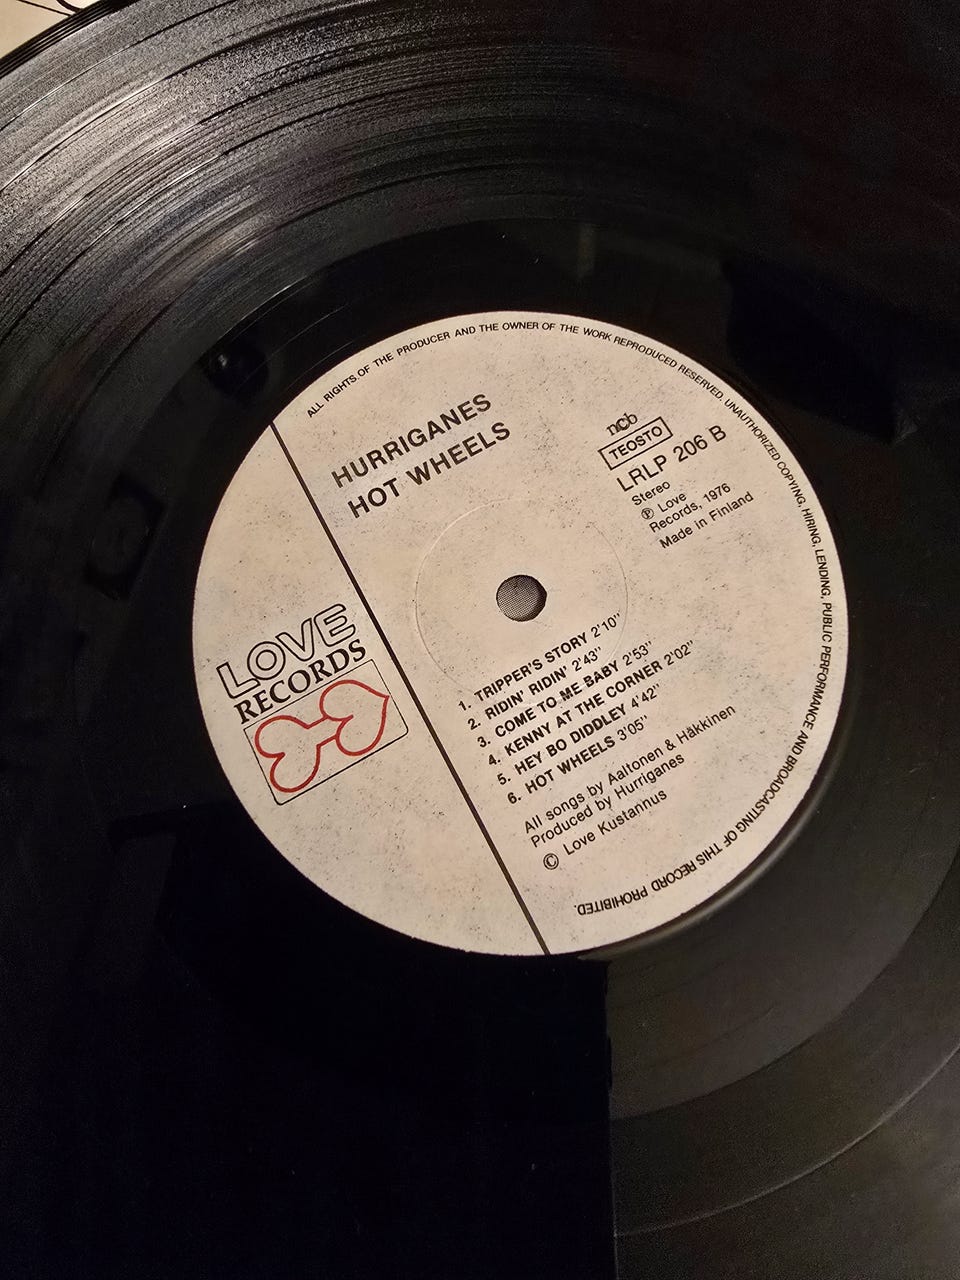 ALL RIGHTS OF THE PRODUCER AND THE OWNER OF THE WORK REPRODUCED RESERVED. UNAUTHORIZED COPYING, HIRING, LENDING, PUBLIC PERFORMANCE AND BROADCASTING OF THIS RECORD PROHIBITED.
HURRIGANES
HOT WHEELS
ncb
TEOSTO
LRLP 206 B
Stereo
Ⓟ Love
Records, 1976
Made in Finland
LOVE
RECORDS
1. TRIPPER'S STORY 2'10''
2. RIDIN' RIDIN' 2'43''
3. COME TO ME BABY 2'53''
4. KENNY AT THE CORNER 2'02''
5. HEY BO DIDDLEY 4'42''
6. HOT WHEELS 3'05''
All songs by Aaltonen & Häkkinen
Produced by Hurriganes
© Love Kustannus